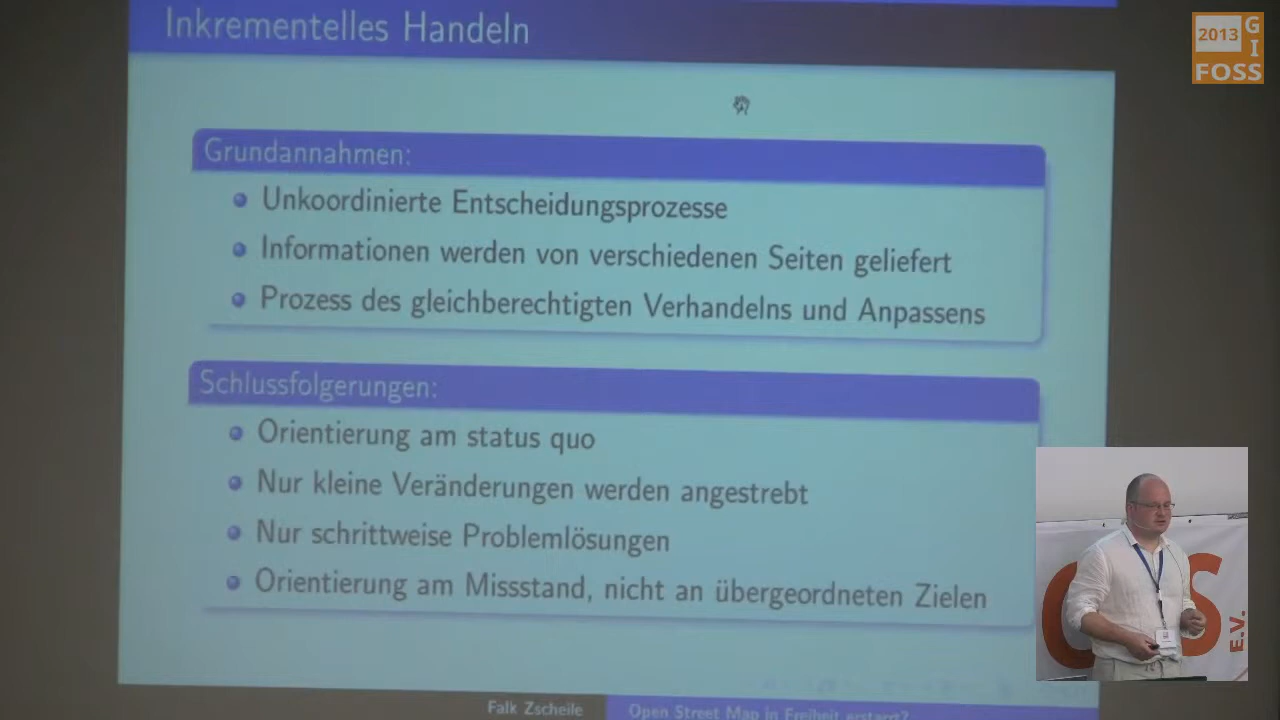 Inkrementelles Handeln
2013
G
I
FOSS
Grundannahmen:
Unkoordinierte Entscheidungsprozesse
Informationen werden von verschiedenen Seiten geliefert
Prozess des gleichberechtigten Verhandelns und Anpassens
Schlussfolgerungen:
Orientierung am status quo
Nur kleine Veränderungen werden angestrebt
Nur schrittweise Problemlösungen
Orientierung am Missstand, nicht an übergeordneten Zielen
S
E.V.
Falk Zscheile
Open Street Map in Freiheit erstarrt?